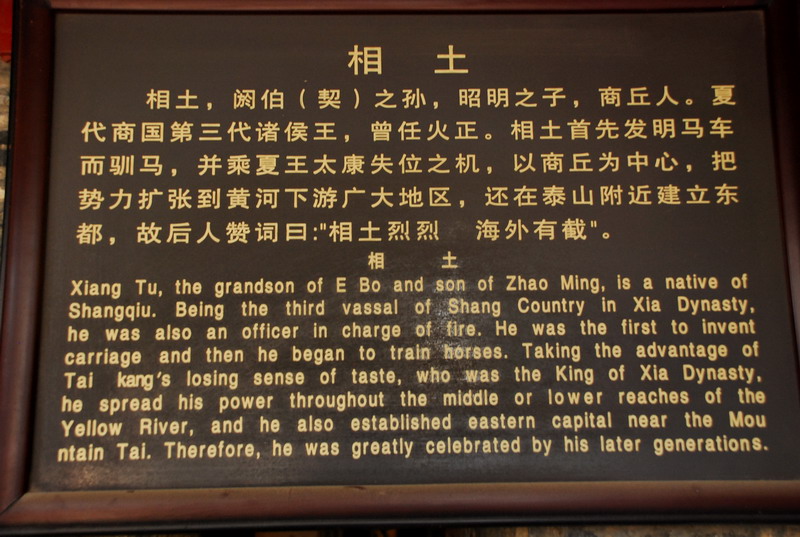 相 土
相土，阏伯（契）之孙，昭明之子，商丘人。夏
代商国第三代诸侯王，曾任火正。相土首先发明马车
而驯马，并乘夏王太康失位之机，以商丘为中心，把
势力扩张到黄河下游广大地区，还在泰山附近建立东
都，故后人赞词曰:"相土烈烈 海外有截"。
相 土
Xiang Tu, the grandson of E Bo and son of Zhao Ming, is a native of
Shangqiu. Being the third vassal of Shang Country in Xia Dynasty,
he was also an officer in charge of fire. He was the first to invent
carriage and then he began to train horses. Taking the advantage of
Tai kang's losing sense of taste, who was the King of Xia Dynasty,
he spread his power throughout the middle or lower reaches of the
Yellow River, and he also established eastern capital near the Mou
ntain Tai. Therefore, he was greatly celebrated by his later generations.